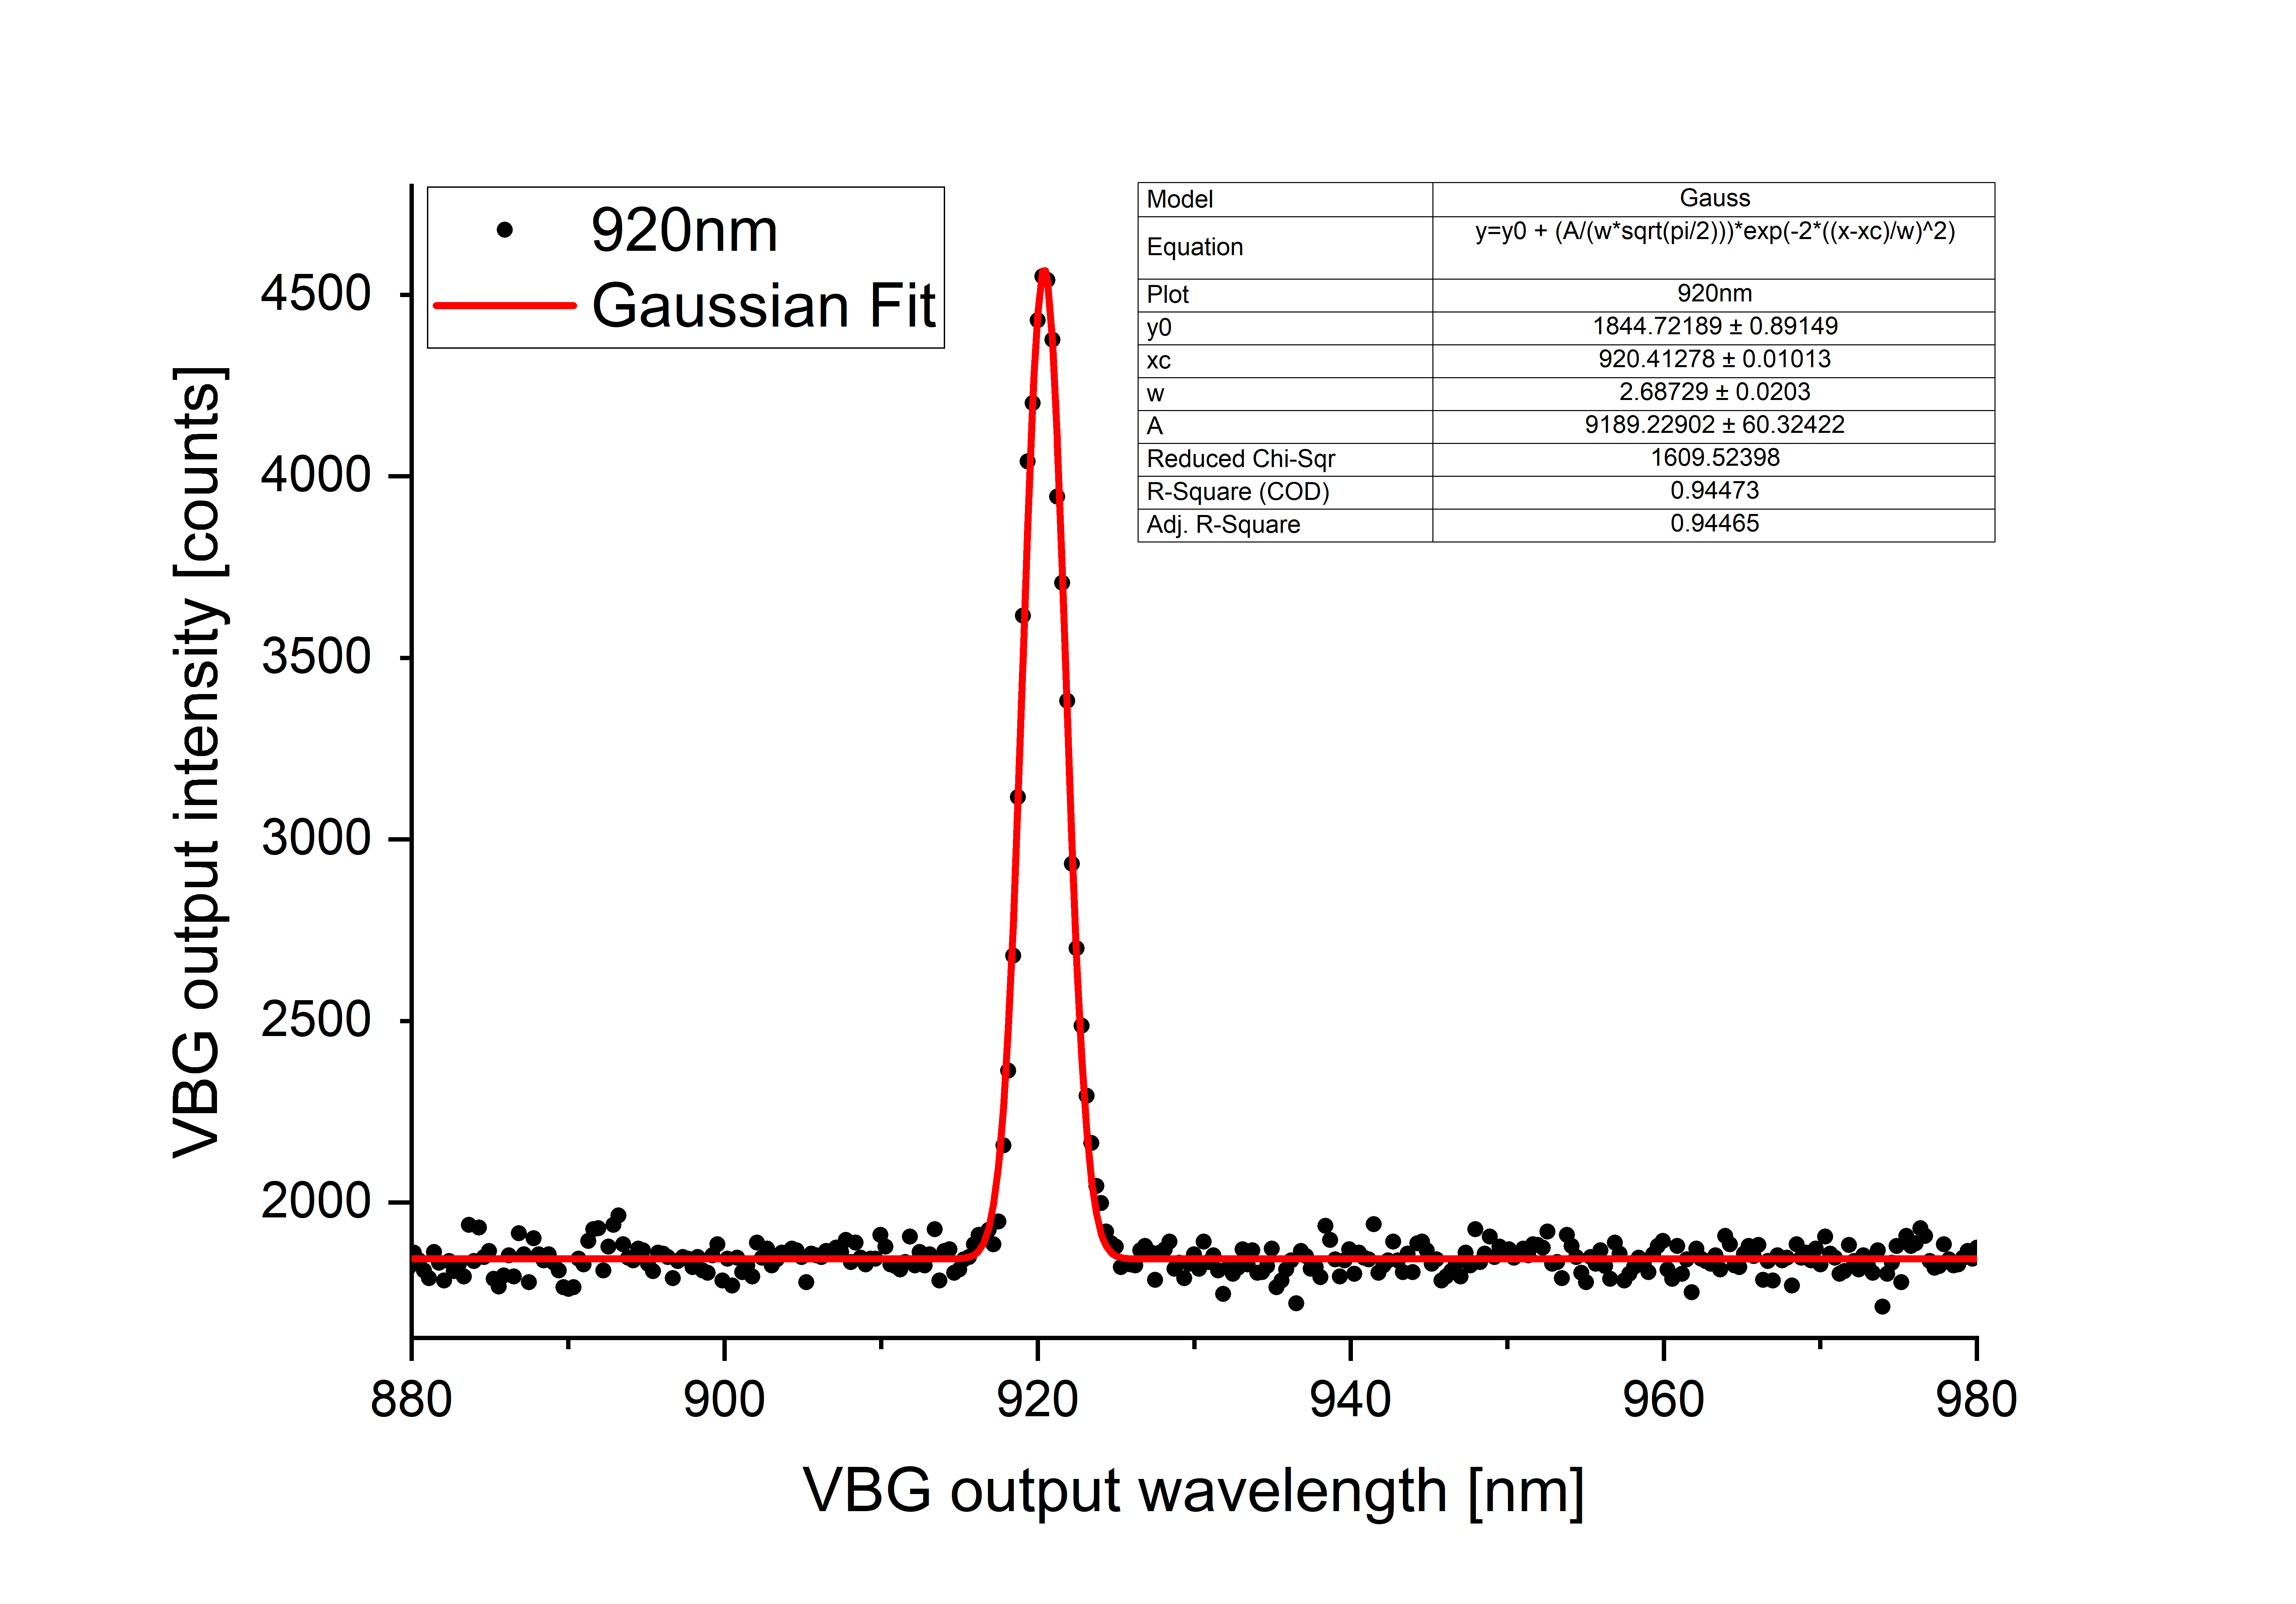 920nm
Gaussian Fit
Model Gauss
Equation y=y0 + (A/(w*sqrt(pi/2)))*exp(-2*((x-xc)/w)^2)
Plot 920nm
y0 1844.72189 ± 0.89149
xc 920.41278 ± 0.01013
w 2.68729 ± 0.0203
A 9189.22902 ± 60.32422
Reduced Chi-Sqr 1609.52398
R-Square (COD) 0.94473
Adj. R-Square 0.94465
VBG output intensity [counts]
4500
4000
3500
3000
2500
2000
880 900 920 940 960 980
VBG output wavelength [nm]